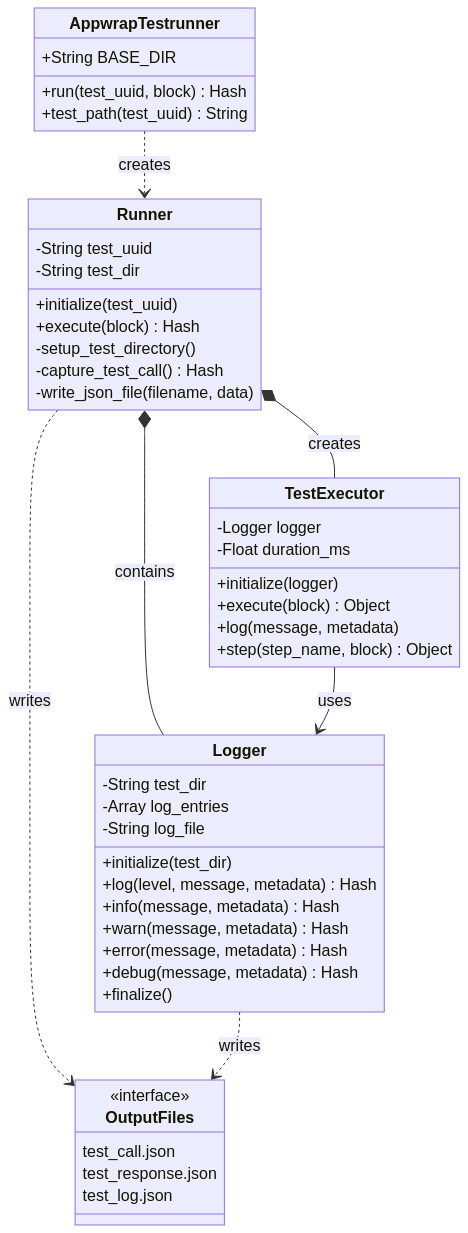 AppwrapTestrunner
+String BASE_DIR
+run(test_uuid, block) : Hash
+test_path(test_uuid) : String
creates
Runner
-String test_uuid
-String test_dir
+initialize(test_uuid)
+execute(block) : Hash
-setup_test_directory()
-capture_test_call() : Hash
-write_json_file(filename, data)
creates
TestExecutor
-Logger logger
-Float duration_ms
+initialize(logger)
+execute(block) : Object
+log(message, metadata)
+step(step_name, block) : Object
contains
writes
uses
Logger
-String test_dir
-Array log_entries
-String log_file
+initialize(test_dir)
+log(level, message, metadata) : Hash
+info(message, metadata) : Hash
+warn(message, metadata) : Hash
+error(message, metadata) : Hash
+debug(message, metadata) : Hash
+finalize()
writes
«interface»
OutputFiles
test_call.json
test_response.json
test_log.json